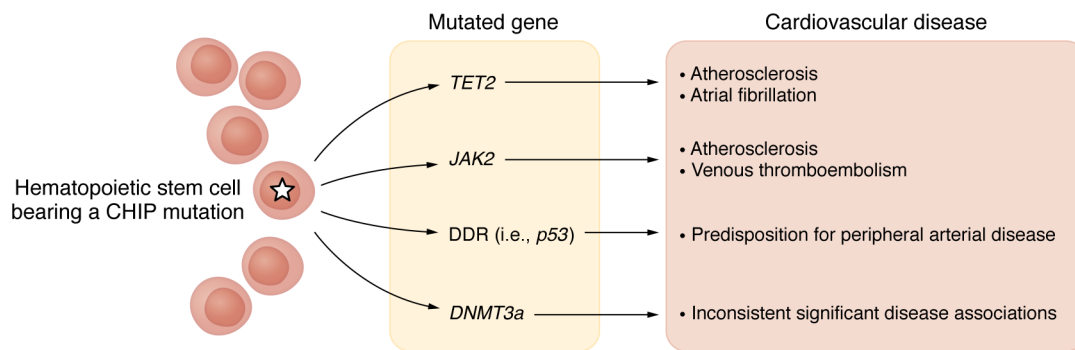 Mutated gene
Cardiovascular disease
Hematopoietic stem cell
bearing a CHIP mutation
TET2
• Atherosclerosis
• Atrial fibrillation
JAK2
• Atherosclerosis
• Venous thromboembolism
DDR (i.e., p53)
• Predisposition for peripheral arterial disease
DNMT3a
• Inconsistent significant disease associations